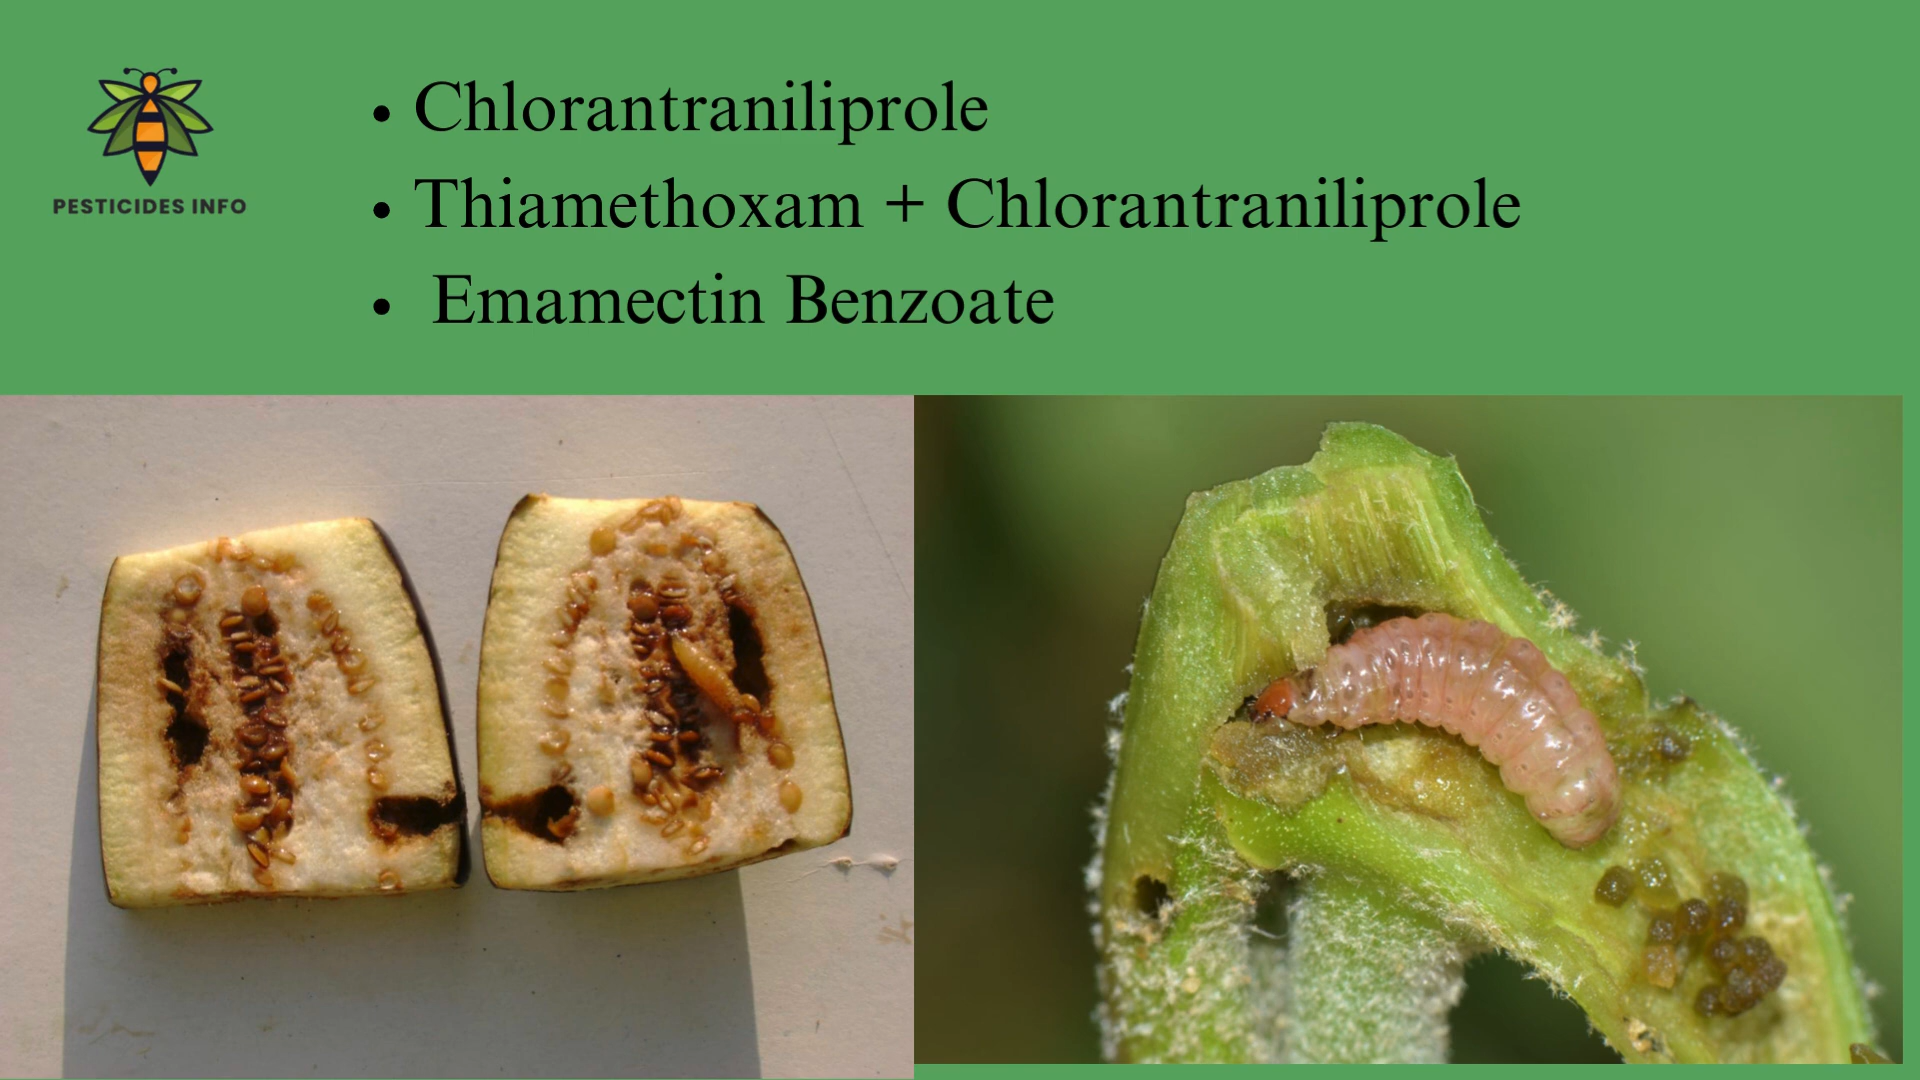 PESTICIDES INFO
• Chlorantraniliprole
• Thiamethoxam + Chlorantraniliprole
• Emamectin Benzoate